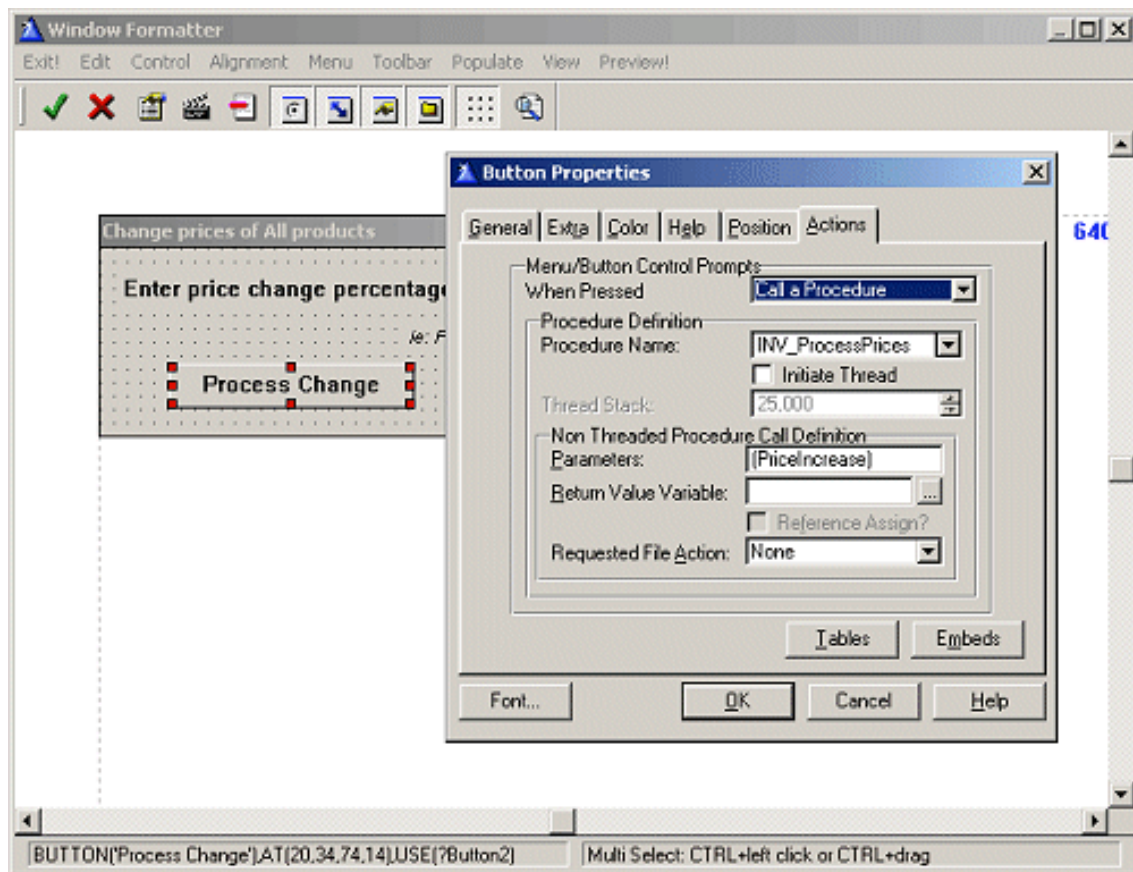 Window Formatter
Exit! Edit Control Alignment Menu Toolbar Populate View Preview!
Button Properties
General Extra Color Help Position Actions
Change prices of All products
640
Menu/Button Control Prompts
When Pressed Call a Procedure
Enter price change percentage
Procedure Definition
Procedure Name: INV_ProcessPrices
ie:
Initiate Thread
Process Change
Thread Stack: 25.000
Non Threaded Procedure Call Definition
Parameters: (PriceIncrease)
Return Value Variable: ...
Reference Assign?
Requested File Action: None
Tables Embeds
Font... OK Cancel Help
BUTTON('Process Change'),AT(20,34,74,14),USE(?Button2) Multi Select: CTRL+left click or CTRL+drag